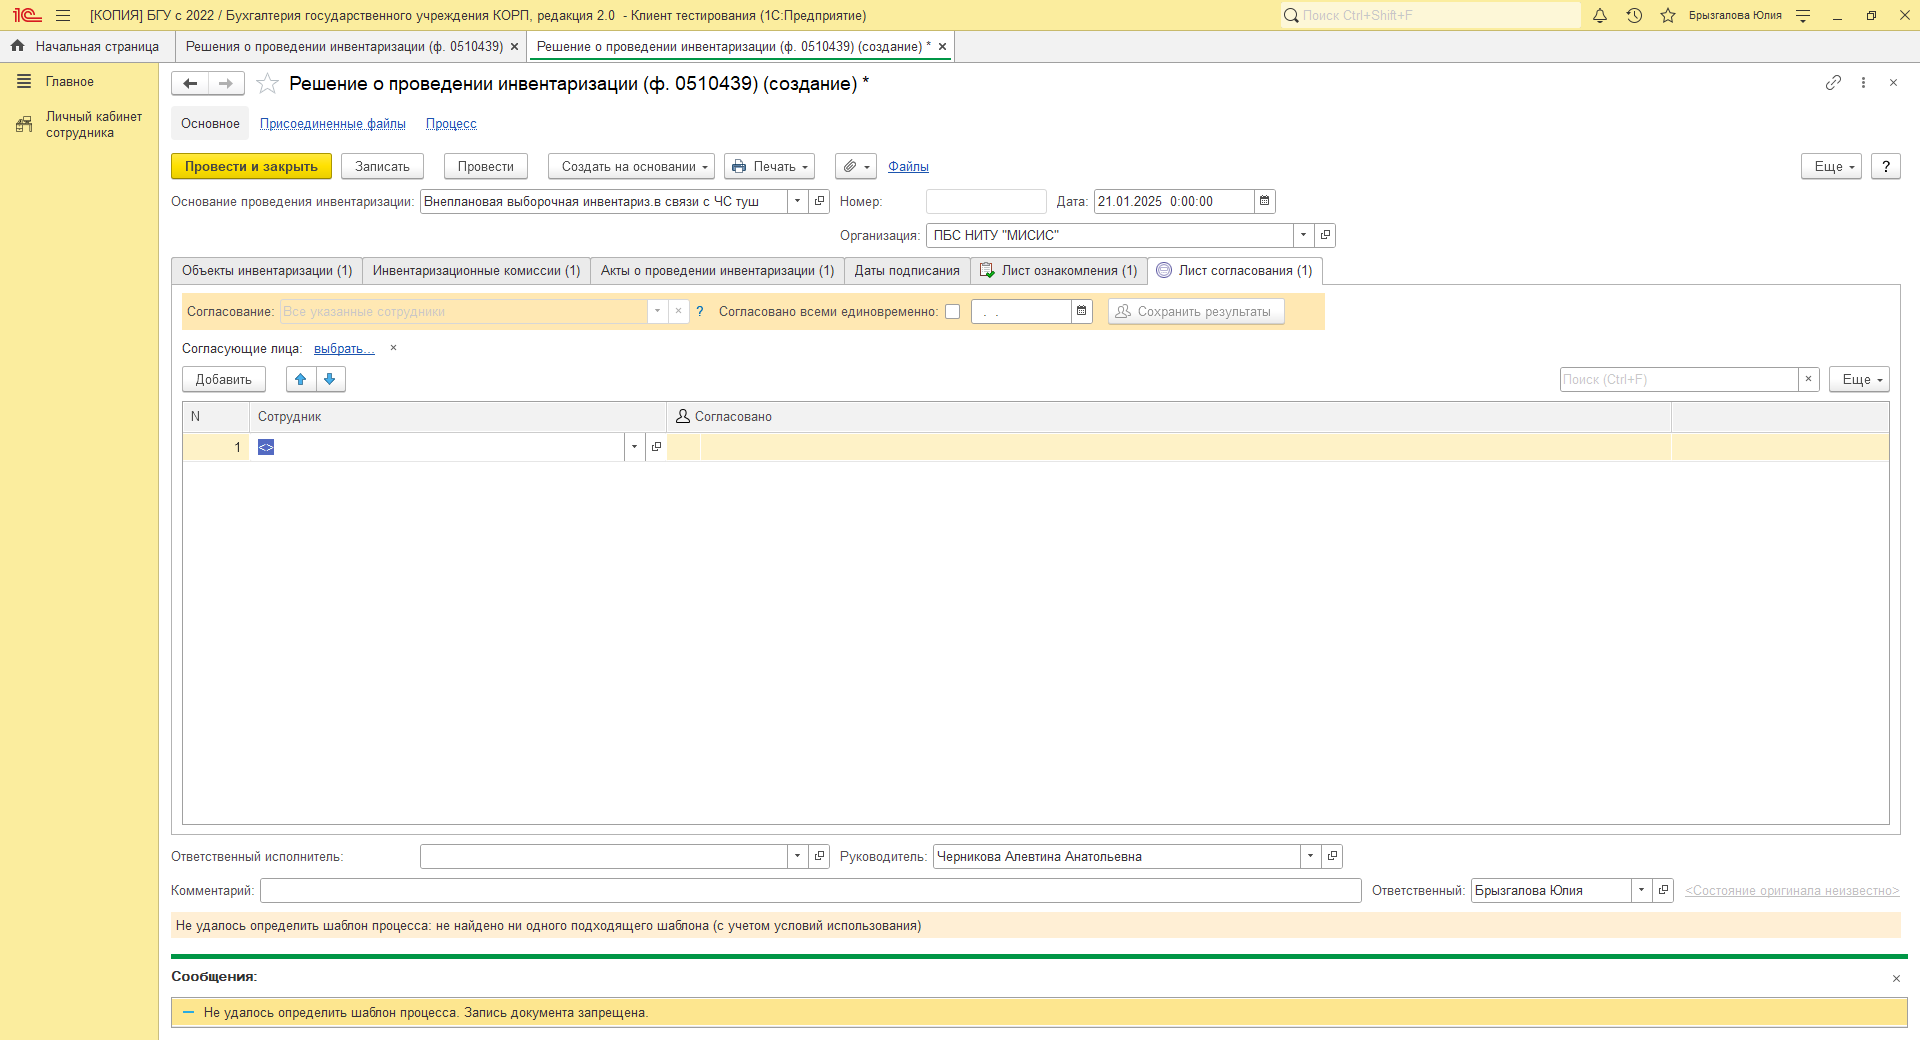 [КОПИЯ] БГУ с 2022 / Бухгалтерия государственного учреждения КОРП, редакция 2.0 - Клиент тестирования (1С:Предприятие)
Поиск Ctrl+Shift+F
Брызгалова Юлия
Начальная страница
Решения о проведении инвентаризации (ф. 0510439)
Решение о проведении инвентаризации (ф. 0510439) (создание) *
Главное
Личный кабинет
сотрудника
Решение о проведении инвентаризации (ф. 0510439) (создание) *
Основное
Присоединенные файлы
Процесс
Провести и закрыть
Записать
Провести
Создать на основании
Печать
Файлы
Еще
?
Основание проведения инвентаризации: Внеплановая выборочная инвентариз.в связи с ЧС туш
Номер:
Дата: 21.01.2025 0:00:00
Организация: ПБС НИТУ "МИСИС"
Объекты инвентаризации (1)
Инвентаризационные комиссии (1)
Акты о проведении инвентаризации (1)
Даты подписания
Лист ознакомления (1)
Лист согласования (1)
Согласование: Все указанные сотрудники
?
Согласовано всеми единовременно:
. .
Сохранить результаты
Согласующие лица: выбрать...
Добавить
Поиск (Ctrl+F)
Еще
N
Сотрудник
Согласовано
1
<>
Ответственный исполнитель:
Руководитель: Черникова Алевтина Анатольевна
Комментарий:
Ответственный: Брызгалова Юлия
<Состояние оригинала неизвестно>
Не удалось определить шаблон процесса: не найдено ни одного подходящего шаблона (с учетом условий использования)
Сообщения:
Не удалось определить шаблон процесса. Запись документа запрещена.